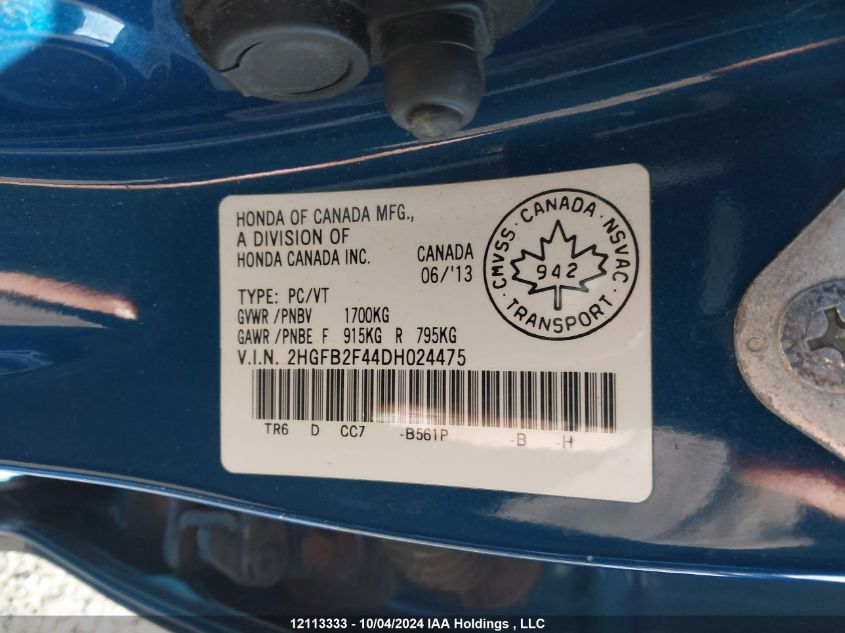 HONDA OF CANADA MFG.,
A DIVISION OF
HONDA CANADA INC.
CANADA
06/'13
CMVSS · CANADA · NSVAC · TRANSPORT ·
942
TYPE: PC/VT
GVWR /PNBV 1700KG
GAWR /PNBE F 915KG R 795KG
V.I.N. 2HGFB2F44DH024475
TR6 D CC7 -B561P -B -H
12113333 - 10/04/2024 IAA Holdings , LLC